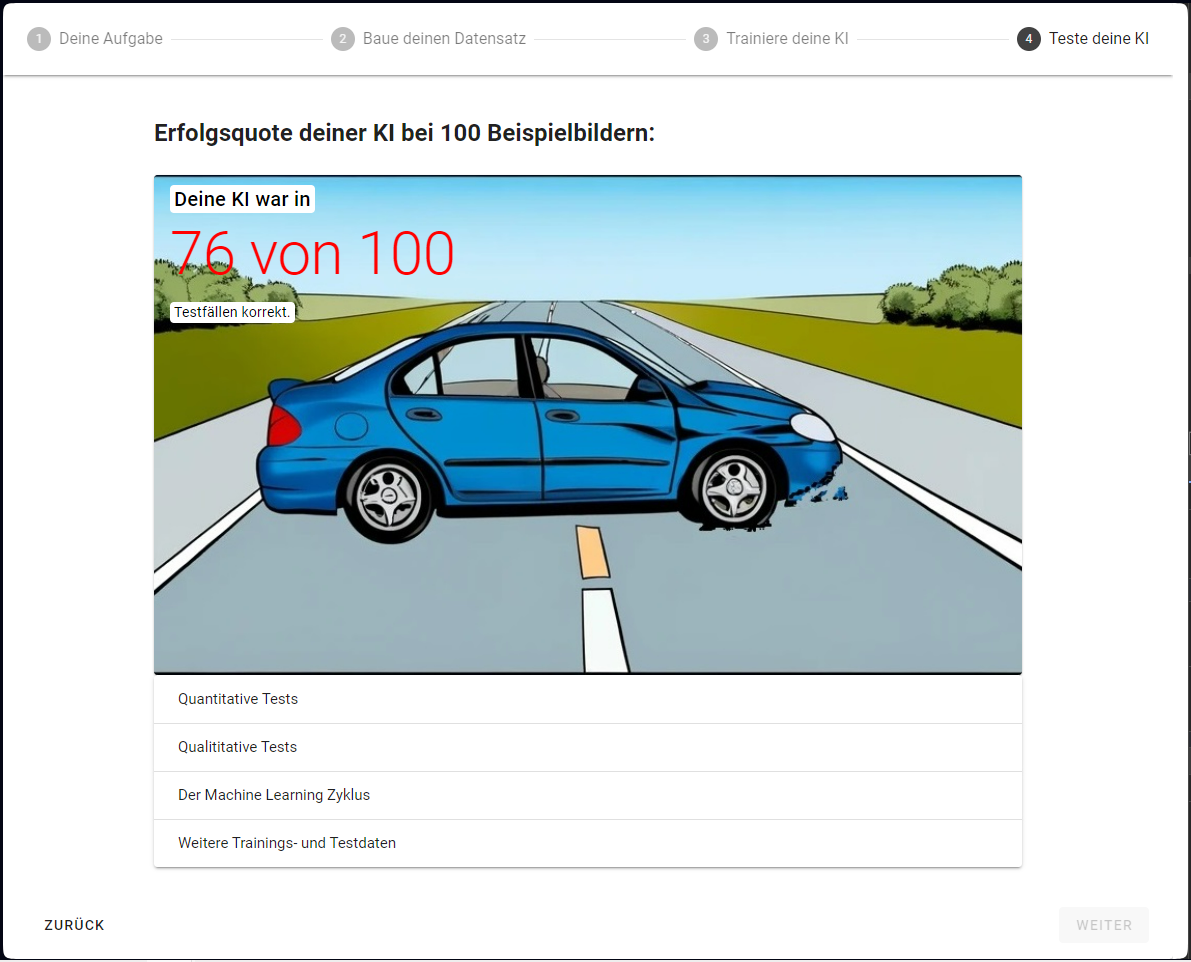 1 Deine Aufgabe 2 Baue deinen Datensatz 3 Trainiere deine KI 4 Teste deine KI
Erfolgsquote deiner KI bei 100 Beispielbildern:
Deine KI war in
76 von 100
Testfällen korrekt.
Quantitative Tests
Qualititative Tests
Der Machine Learning Zyklus
Weitere Trainings- und Testdaten
ZURÜCK WEITER